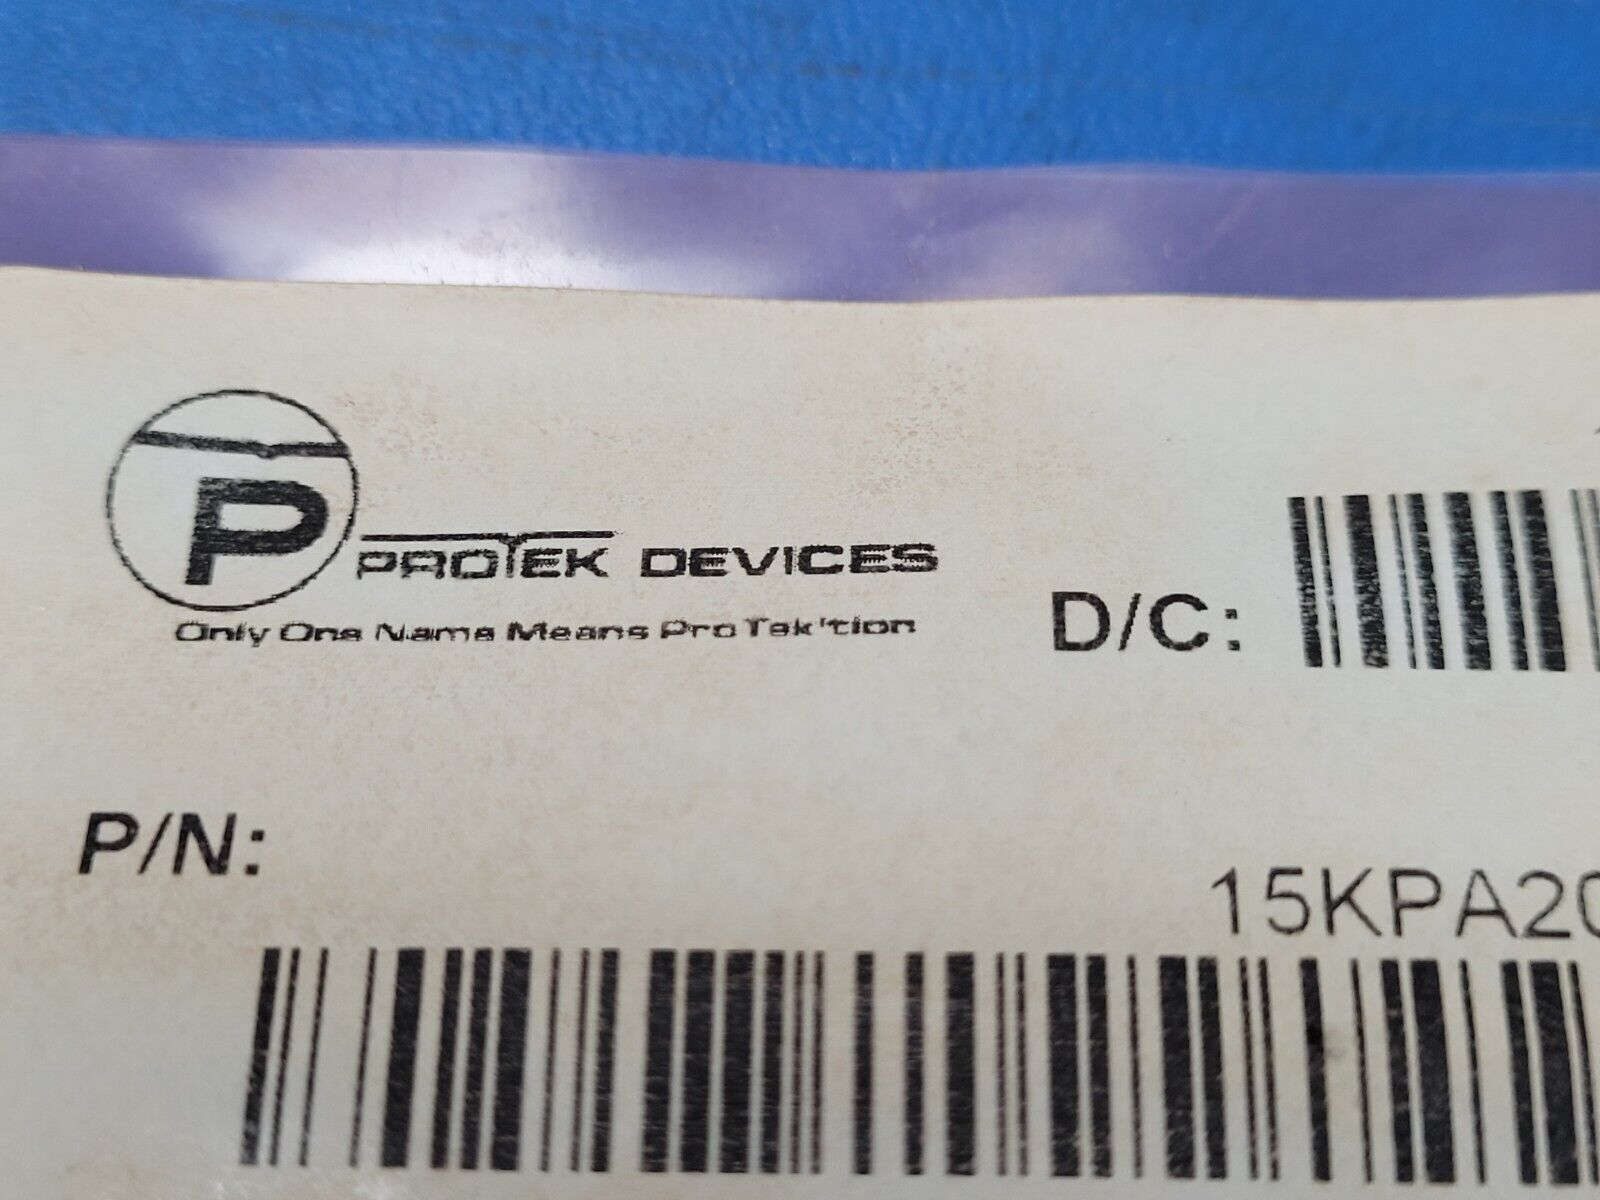 P
PROTEK DEVICES
Only One Name Means ProTek'tion
D/C:
P/N:
15KPA20